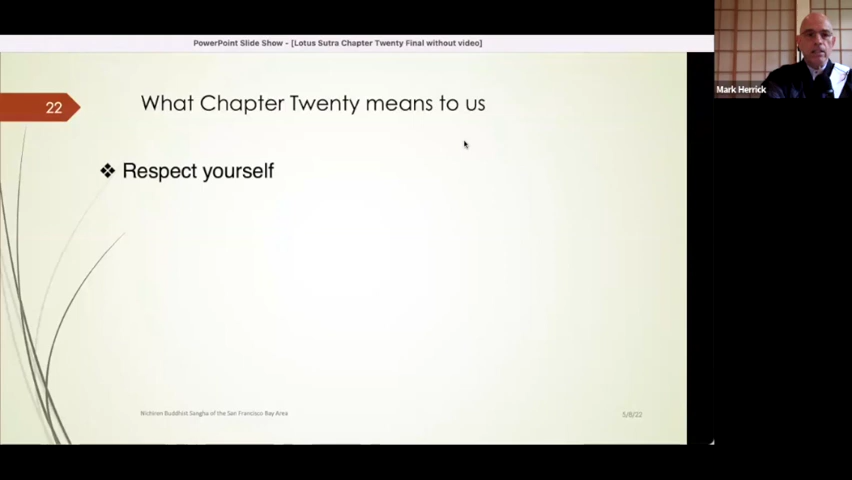 PowerPoint Slide Show - [Lotus Sutra Chapter Twenty Final without video]
Mark Herrick
22
What Chapter Twenty means to us
❖ Respect yourself
Nichiren Buddhist Sangha of the San Francisco Bay Area
5/8/22